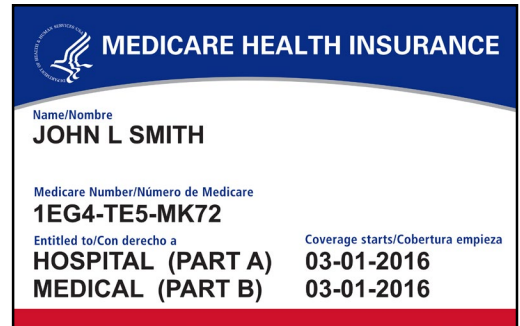 MEDICARE HEALTH INSURANCE
Name/Nombre
JOHN L SMITH
Medicare Number/Número de Medicare
1EG4-TE5-MK72
Entitled to/Con derecho a Coverage starts/Cobertura empieza
HOSPITAL (PART A) 03-01-2016
MEDICAL (PART B) 03-01-2016